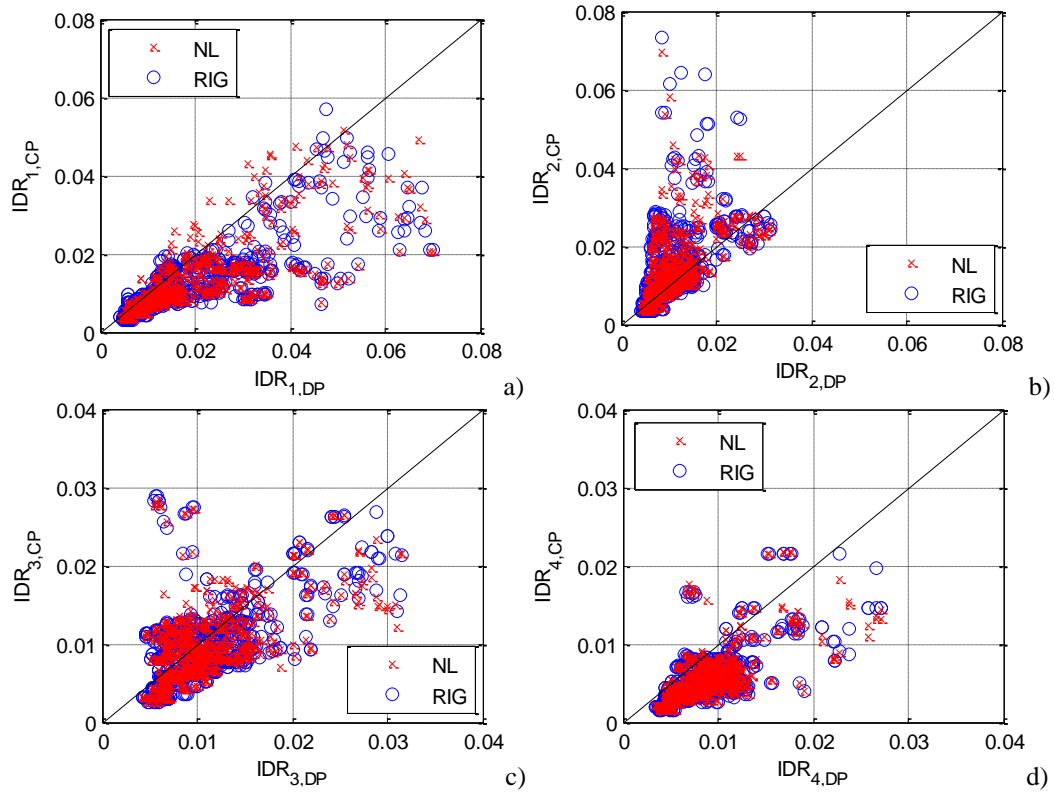 0.08
0.06
0.04
0.02
0
IDR1,CP
NL
RIG
0 0.02 0.04 0.06 0.08
IDR1,DP
a)
0.08
0.06
0.04
0.02
0
IDR2,CP
NL
RIG
0 0.02 0.04 0.06 0.08
IDR2,DP
b)
0.04
0.03
0.02
0.01
0
IDR3,CP
NL
RIG
0 0.01 0.02 0.03 0.04
IDR3,DP
c)
0.04
0.03
0.02
0.01
0
IDR4,CP
NL
RIG
0 0.01 0.02 0.03 0.04
IDR4,DP
d)